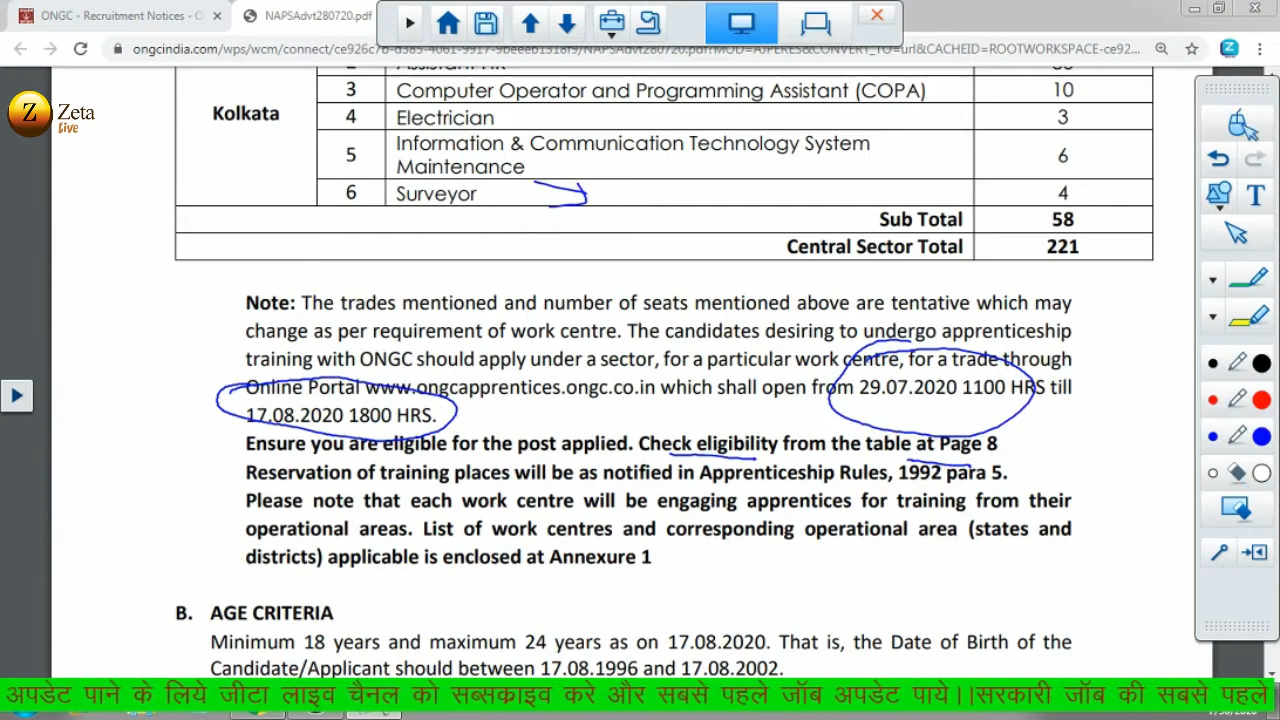 ONGC - Recruitment Notices - O
NAPSAdvt280720.pdf
ongcindia.com/wps/wcm/connect/ce926c7b-d385-4061-9917-9beeeb1318f9/NAPSAdvt280720.pdf?MOD=AJPERES&CONVERT_TO=url&CACHEID=ROOTWORKSPACE-ce92...
Z Zeta
Live
Kolkata
3 Computer Operator and Programming Assistant (COPA) 10
4 Electrician 3
5 Information & Communication Technology System Maintenance 6
6 Surveyor 4
Sub Total 58
Central Sector Total 221
Note: The trades mentioned and number of seats mentioned above are tentative which may
change as per requirement of work centre. The candidates desiring to undergo apprenticeship
training with ONGC should apply under a sector, for a particular work centre, for a trade through
Online Portal www.ongcapprentices.ongc.co.in which shall open from 29.07.2020 1100 HRS till
17.08.2020 1800 HRS.
Ensure you are eligible for the post applied. Check eligibility from the table at Page 8
Reservation of training places will be as notified in Apprenticeship Rules, 1992 para 5.
Please note that each work centre will be engaging apprentices for training from their
operational areas. List of work centres and corresponding operational area (states and
districts) applicable is enclosed at Annexure 1
B. AGE CRITERIA
Minimum 18 years and maximum 24 years as on 17.08.2020. That is, the Date of Birth of the
Candidate/Applicant should between 17.08.1996 and 17.08.2002.
अपडेट पाने के लिये जीटा लाइव चैनल को सब्सक्राइव करे और सबसे पहले जॉब अपडेट पाये||सरकारी जॉब की सबसे पहले